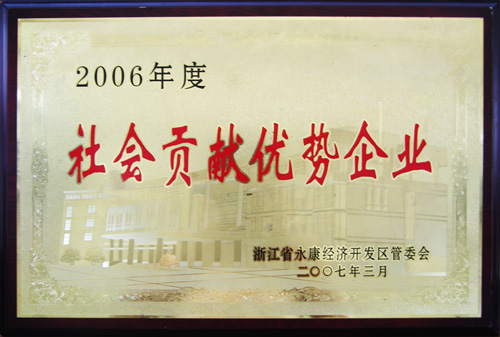 2006年度
社会贡献优势企业
浙江省永康经济开发区管委会
二〇〇七年三月